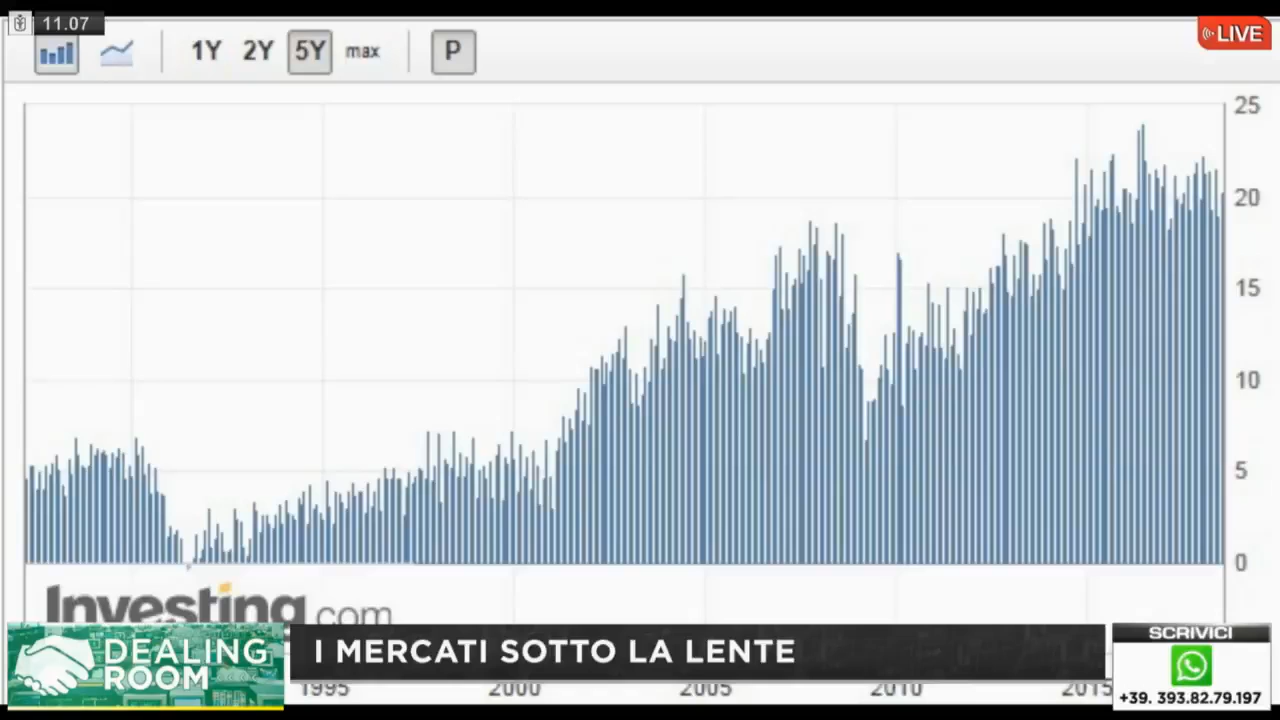 11.07
1Y 2Y 5Y max P
LIVE
25
20
15
10
5
0
Investing.com
DEALING
ROOM
I MERCATI SOTTO LA LENTE
SCRIVICI
+39. 393.82.79.197
1995 2000 2005 2010 2015